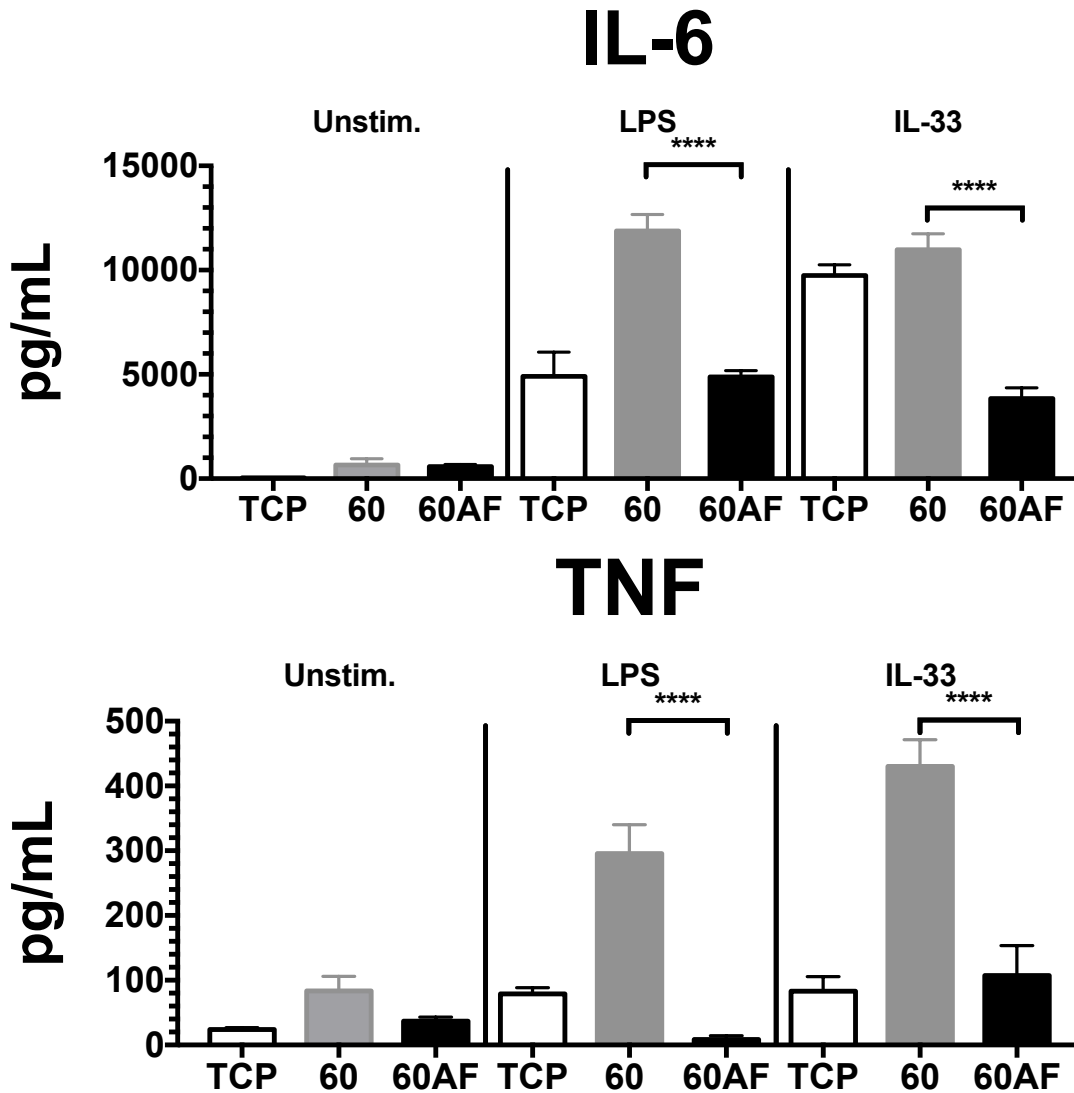 IL-6
Unstim. LPS IL-33
**** ****
15000
10000
5000
0
pg/mL
TCP 60 60AF TCP 60 60AF TCP 60 60AF
TNF
Unstim. LPS IL-33
**** ****
500
400
300
200
100
0
pg/mL
TCP 60 60AF TCP 60 60AF TCP 60 60AF